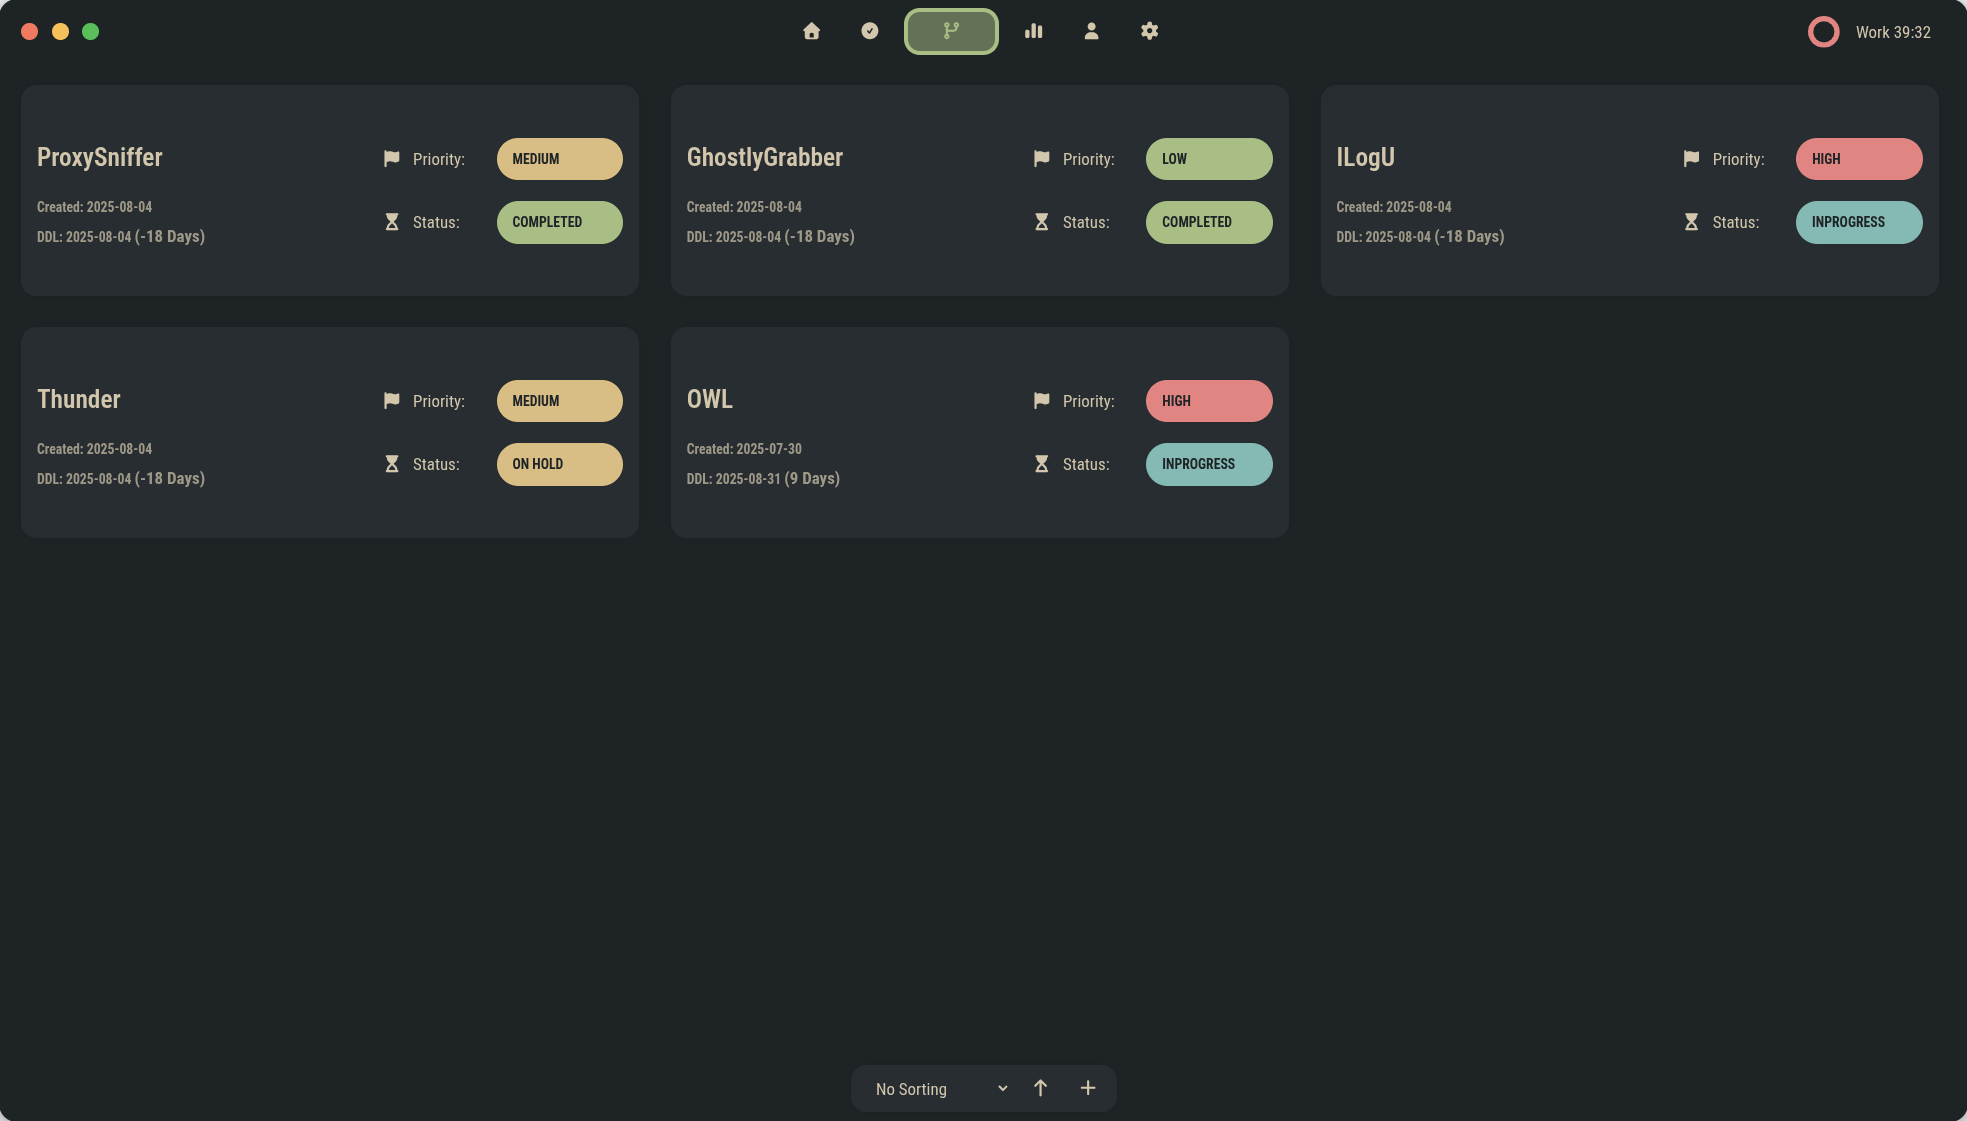 Work 39:32
ProxySniffer
Priority: MEDIUM
Created: 2025-08-04
Status: COMPLETED
DDL: 2025-08-04 (-18 Days)
GhostlyGrabber
Priority: LOW
Created: 2025-08-04
Status: COMPLETED
DDL: 2025-08-04 (-18 Days)
ILogU
Priority: HIGH
Created: 2025-08-04
Status: INPROGRESS
DDL: 2025-08-04 (-18 Days)
Thunder
Priority: MEDIUM
Created: 2025-08-04
Status: ON HOLD
DDL: 2025-08-04 (-18 Days)
OWL
Priority: HIGH
Created: 2025-07-30
Status: INPROGRESS
DDL: 2025-08-31 (9 Days)
No Sorting